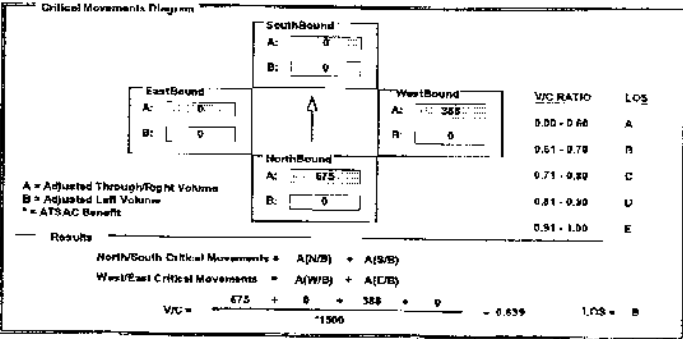 Critical Movements Diagram
SouthBound
A: 0
B: 0
EastBound
A: 0
B: 0
WestBound
A: 388
B: 0
NorthBound
A: 675
B: 0
V/C RATIO LOS
0.00 - 0.60 A
0.61 - 0.70 B
0.71 - 0.80 C
0.81 - 0.90 D
0.91 - 1.00 E
A = Adjusted Through/Right Volume
B = Adjusted Left Volume
* = ATSAC Benefit
Results
North/South Critical Movements = A(N/B) + A(S/B)
West/East Critical Movements = A(W/B) + A(E/B)
V/C = 675 + 0 + 388 + 0 = 0.639 LOS = B
*1500